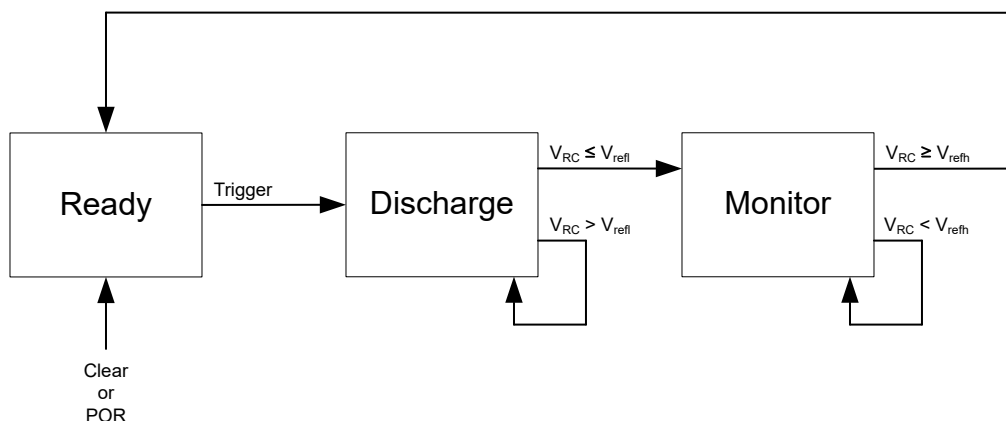 Ready
Trigger
Discharge
V_RC ≤ V_refl
V_RC > V_refl
Monitor
V_RC ≥ V_refh
V_RC < V_refh
Clear
or
POR